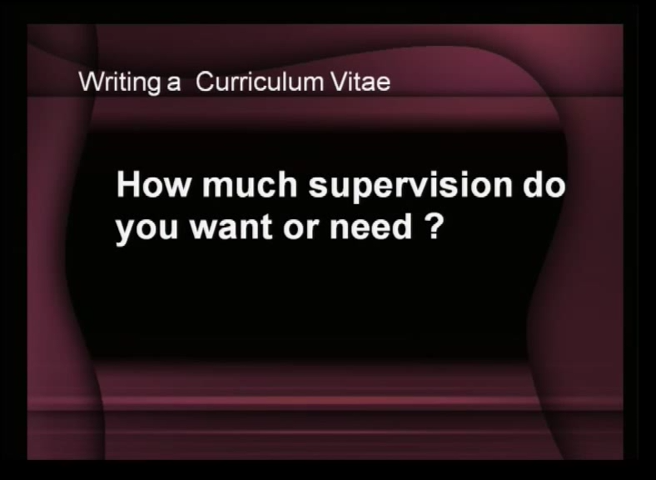 Writing a Curriculum Vitae
How much supervision do
you want or need ?